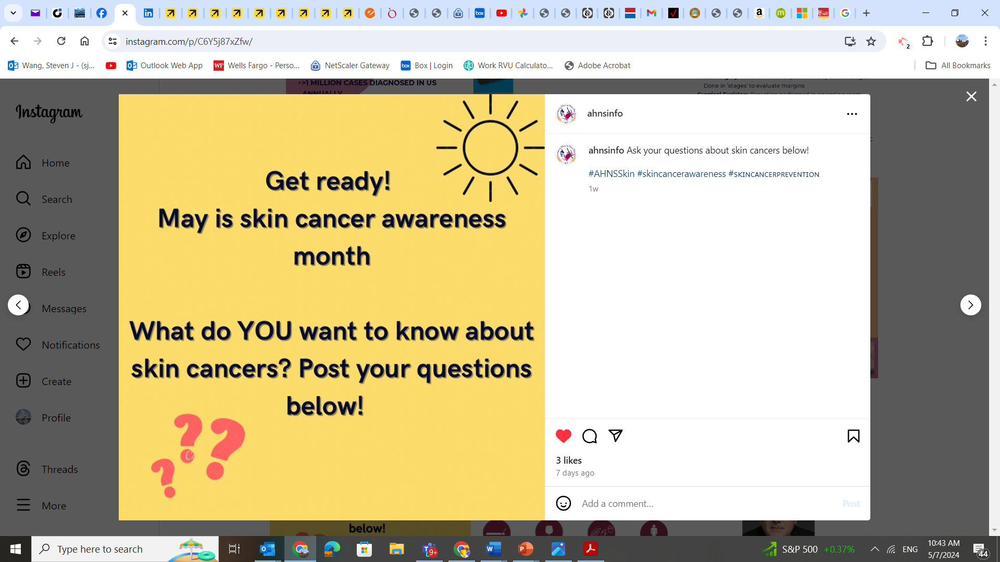 instagram.com/p/C6Y5j87xZfw/
2
Wang, Steven J - (sj...
Outlook Web App
Wells Fargo - Perso...
NetScaler Gateway
Box | Login
Work RVU Calculato...
Adobe Acrobat
All Bookmarks
•>1 MILLION CASES DIAGNOSED IN US
ANNUALLY
Done in 'stages' to evaluate margins
Instagram
Home
Search
Explore
Reels
Messages
Notifications
Create
Profile
Threads
More
Get ready!
May is skin cancer awareness
month
What do YOU want to know about
skin cancers? Post your questions
below!
???
ahnsinfo
ahnsinfo Ask your questions about skin cancers below!
#AHNSSkin #skincancerawareness #ꜱᴋɪɴᴄᴀɴᴄᴇʀᴘʀᴇᴠᴇɴᴛɪᴏɴ
1w
3 likes
7 days ago
Add a comment...
Post
below!
Type here to search
9+
S&P 500 +0.37%
ENG
10:43 AM
5/7/2024
44